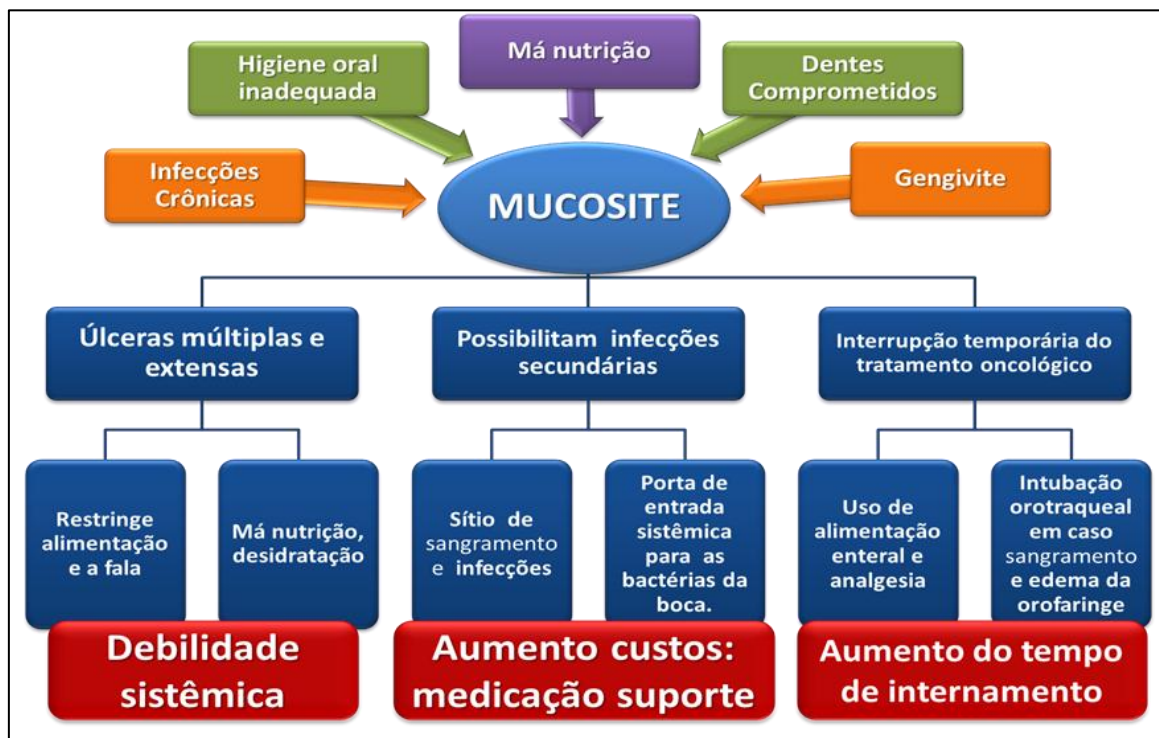 Má nutrição
Higiene oral
inadequada
Dentes
Comprometidos
Infecções
Crônicas
Gengivite
MUCOSITE
Úlceras múltiplas e
extensas
Possibilitam infecções
secundárias
Interrupção temporária do
tratamento oncológico
Restringe
alimentação
e a fala
Má nutrição,
desidratação
Sítio de
sangramento
e infecções
Porta de
entrada
sistêmica
para as
bactérias da
boca.
Uso de
alimentação
enteral e
analgesia
Intubação
orotraqueal
em caso
sangramento
e edema da
orofaringe
Debilidade
sistêmica
Aumento custos:
medicação suporte
Aumento do tempo
de internamento